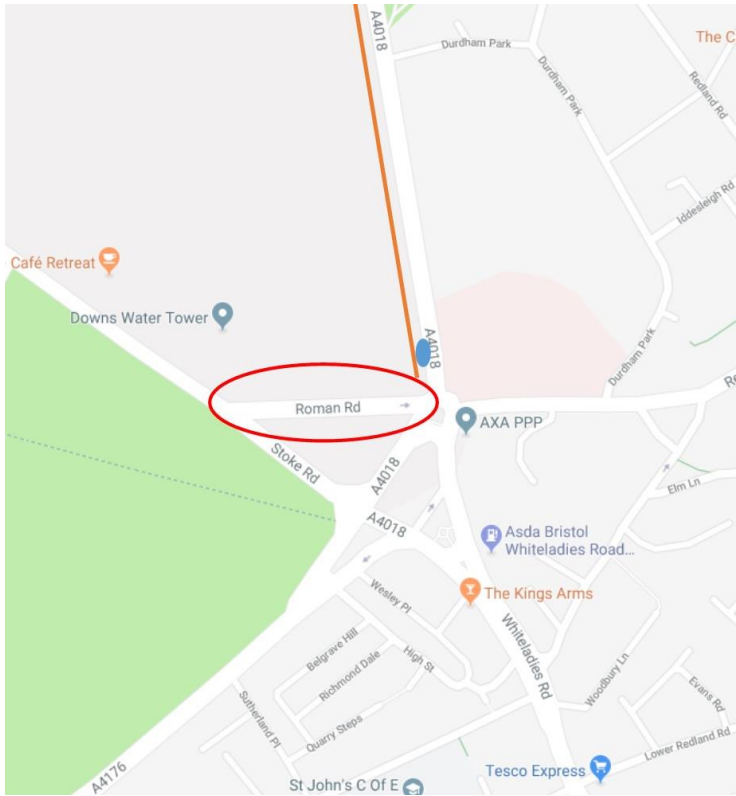 A4018
Durdham Park
The C
Redland Rd
Durdham Park
Iddesleigh Rd
Café Retreat
Downs Water Tower
A4018
Durdham Park
Re
Roman Rd
AXA PPP
Stoke Rd
A4018
Elm Ln
A4018
Asda Bristol
Whiteladies Road...
Wesley Pl
The Kings Arms
Belgrave Hill
High St
Whiteladies Rd
Richmond Dale
Woodbury Ln
Evans Rd
Sutherland Pl
Quarry Steps
Lower Redland Rd
A4176
Tesco Express
St John's C Of E